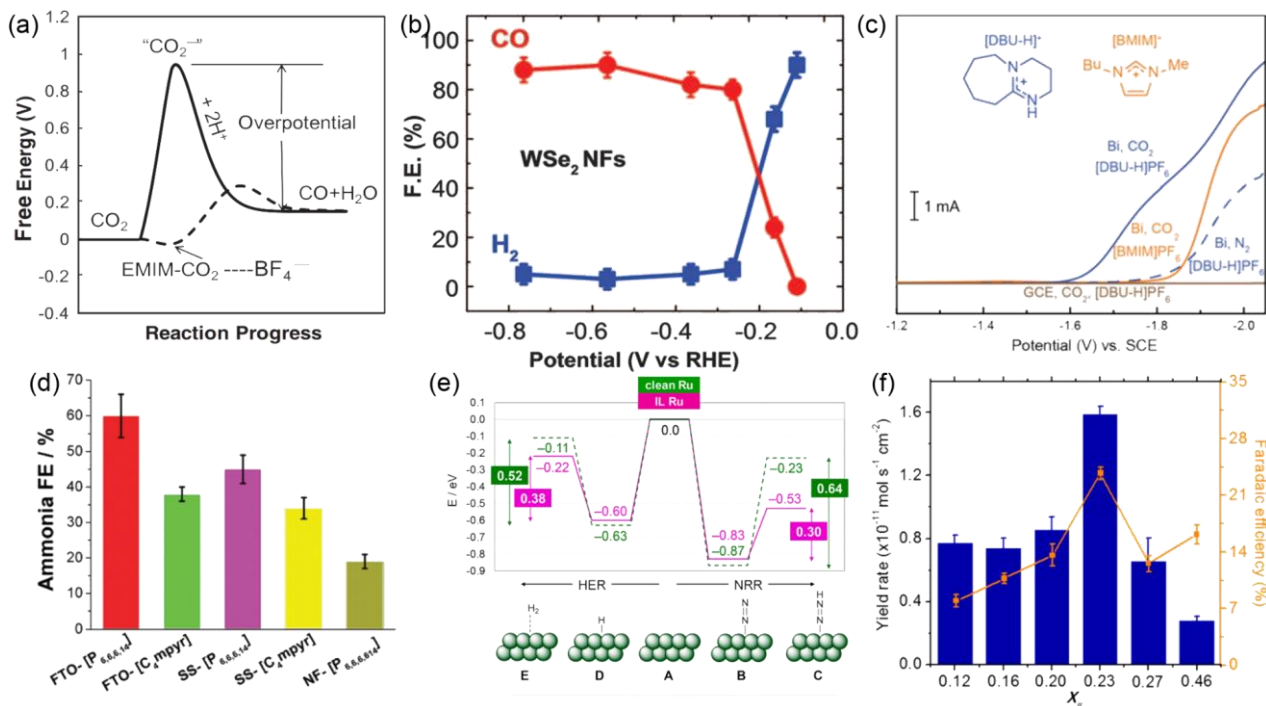 (a)
Free Energy (V)
1.2
1
0.8
0.6
0.4
0.2
0
-0.2
-0.4
"CO₂⁻"
+ 2H⁺
Overpotential
CO+H₂O
CO₂
EMIM-CO₂ ----BF₄⁻
Reaction Progress
(b)
F.E. (%)
100
80
60
40
20
0
CO
WSe₂ NFs
H₂
-0.8
-0.6
-0.4
-0.2
0.0
Potential (V vs RHE)
(c)
[DBU-H]⁺
N
N
H
+
[BMIM]⁺
Bu
N
N
Me
+
Bi, CO₂
[DBU-H]PF₆
1 mA
Bi, CO₂
[BMIM]PF₆
Bi, N₂
[DBU-H]PF₆
GCE, CO₂, [DBU-H]PF₆
-1.2
-1.4
-1.6
-1.8
-2.0
Potential (V) vs. SCE
(d)
Ammonia FE / %
70
60
50
40
30
20
10
0
FTO- [P₆,₆,₆,₁₄]
FTO- [C₄mpyr]
SS- [P₆,₆,₆,₁₄]
SS- [C₄mpyr]
NF- [P₆,₆,₆,₆₁₄]
(e)
clean Ru
IL Ru
E / eV
0.1
0.0
-0.1
-0.2
-0.3
-0.4
-0.5
-0.6
-0.7
-0.8
-0.9
0.0
−0.11
−0.22
0.52
0.38
−0.60
−0.63
−0.23
−0.53
0.64
0.30
−0.83
−0.87
HER
NRR
H₂
H
N
N
H
N
N
E
D
A
B
C
(f)
Yield rate (x10⁻¹¹ mol s⁻¹ cm⁻²)
1.6
1.2
0.8
0.4
0.0
35
28
21
14
7
0
Faradaic efficiency (%)
0.12
0.16
0.20
0.23
0.27
0.46